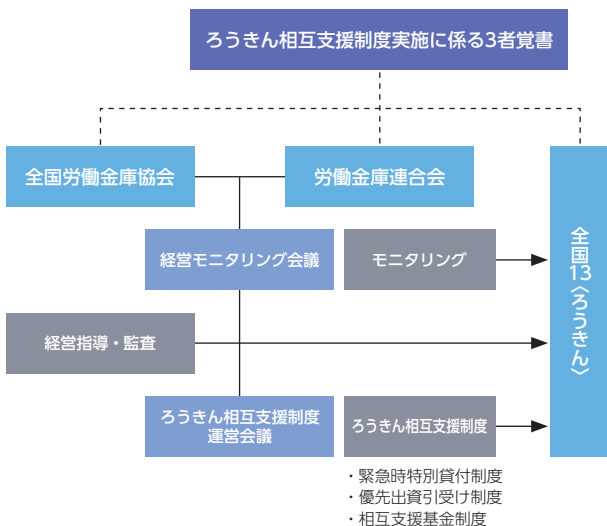 ろうきん相互支援制度実施に係る3者覚書
全国労働金庫協会
労働金庫連合会
全国13〈ろうきん〉
経営モニタリング会議
モニタリング
経営指導・監査
ろうきん相互支援制度
運営会議
ろうきん相互支援制度
・緊急時特別貸付制度
・優先出資引受け制度
・相互支援基金制度